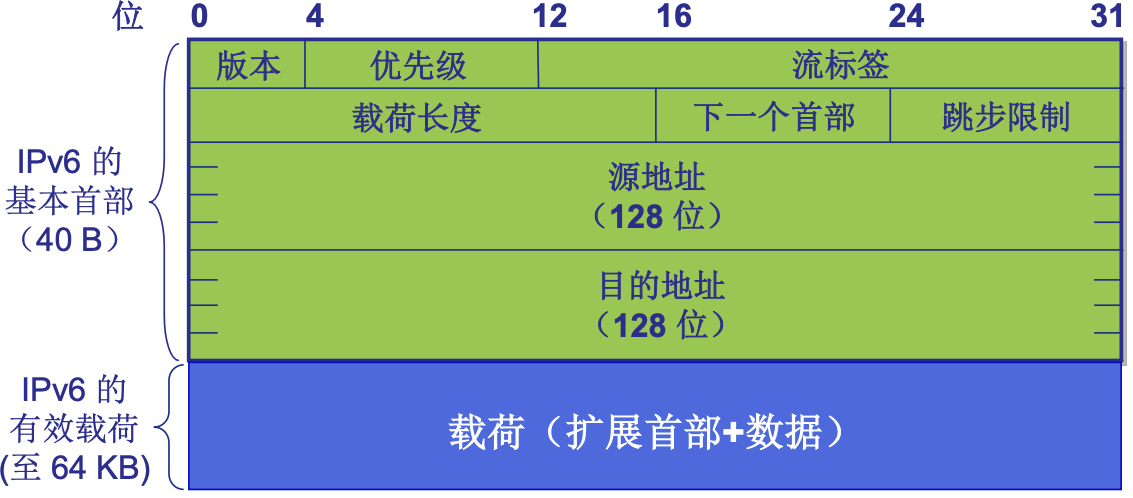 位 0 4 12 16 24 31
版本 优先级 流标签
载荷长度 下一个首部 跳步限制
IPv6 的
基本首部
（40 B）
源地址
（128 位）
目的地址
（128 位）
IPv6 的
有效载荷
(至 64 KB)
载荷（扩展首部+数据）